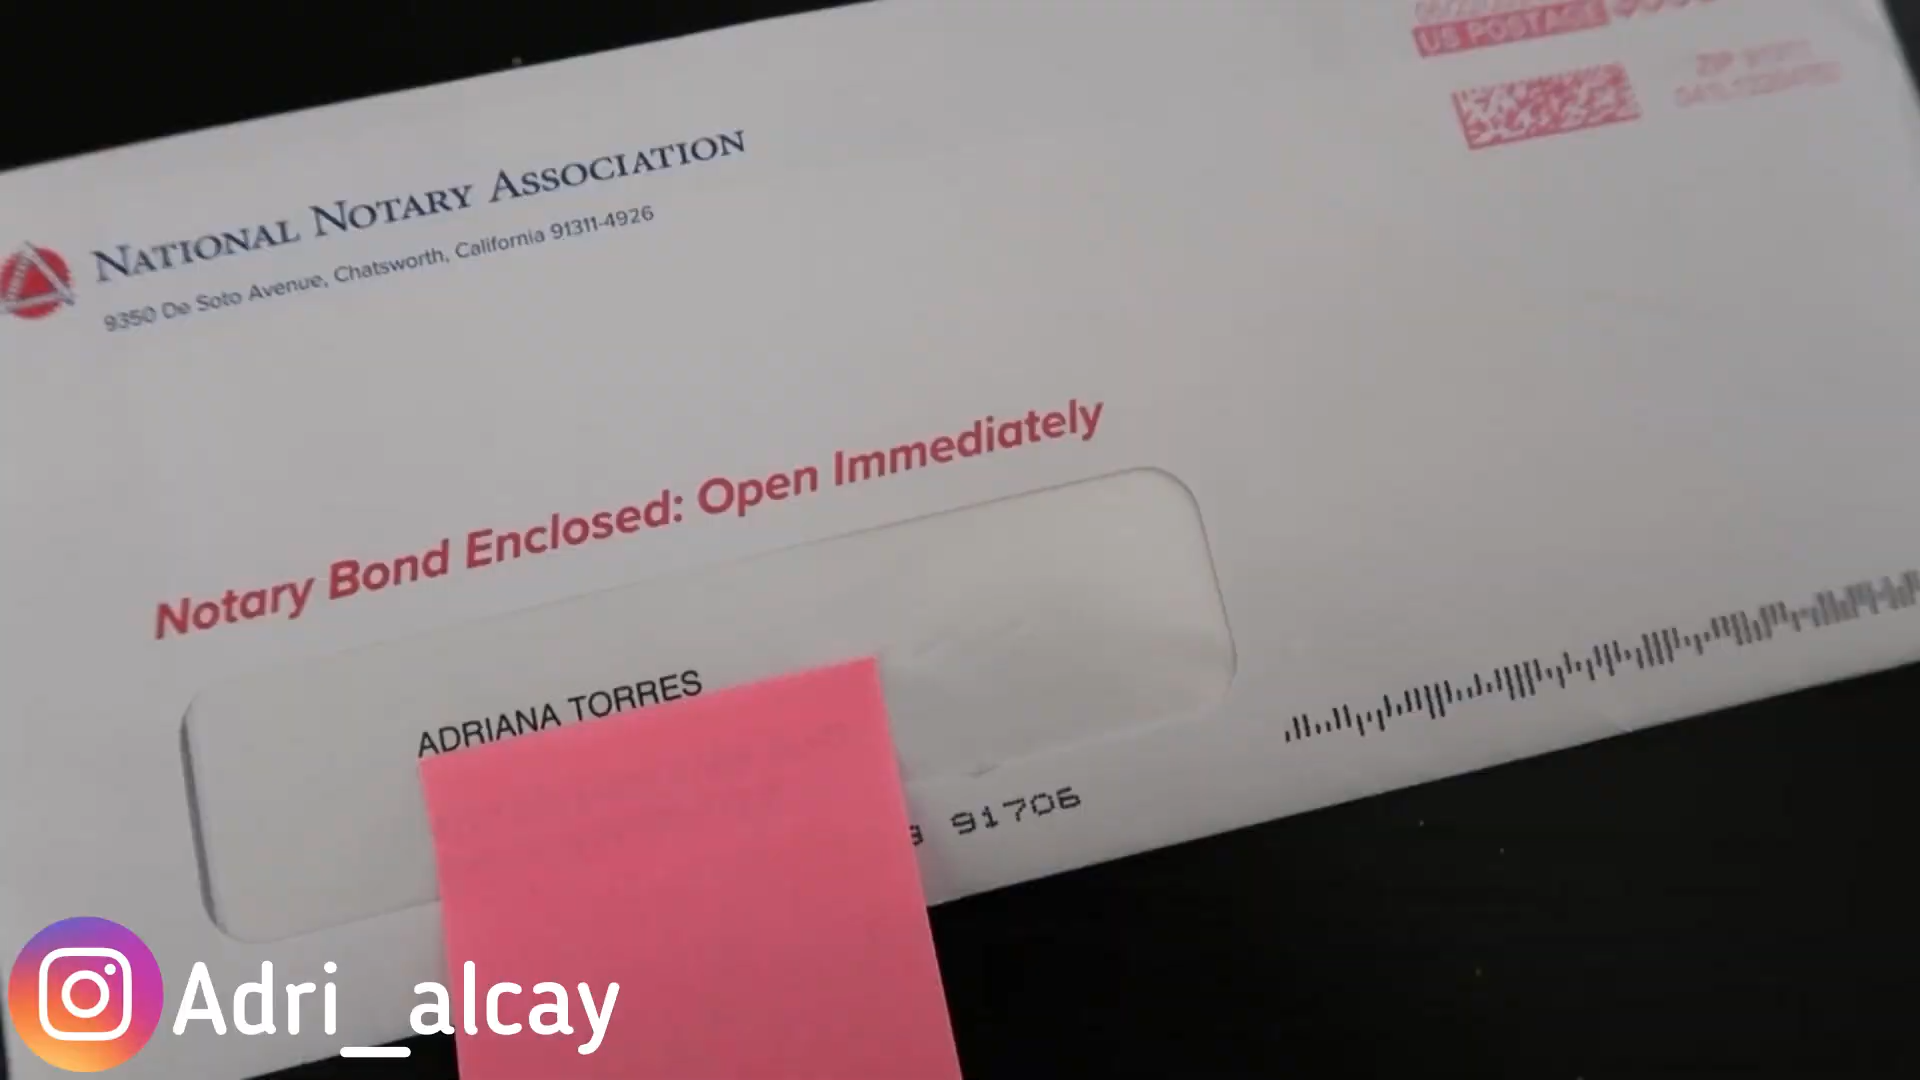 US POSTAGE
NATIONAL NOTARY ASSOCIATION
9350 De Soto Avenue, Chatsworth, California 91311-4926
Notary Bond Enclosed: Open Immediately
ADRIANA TORRES
91706
Adri_alcay